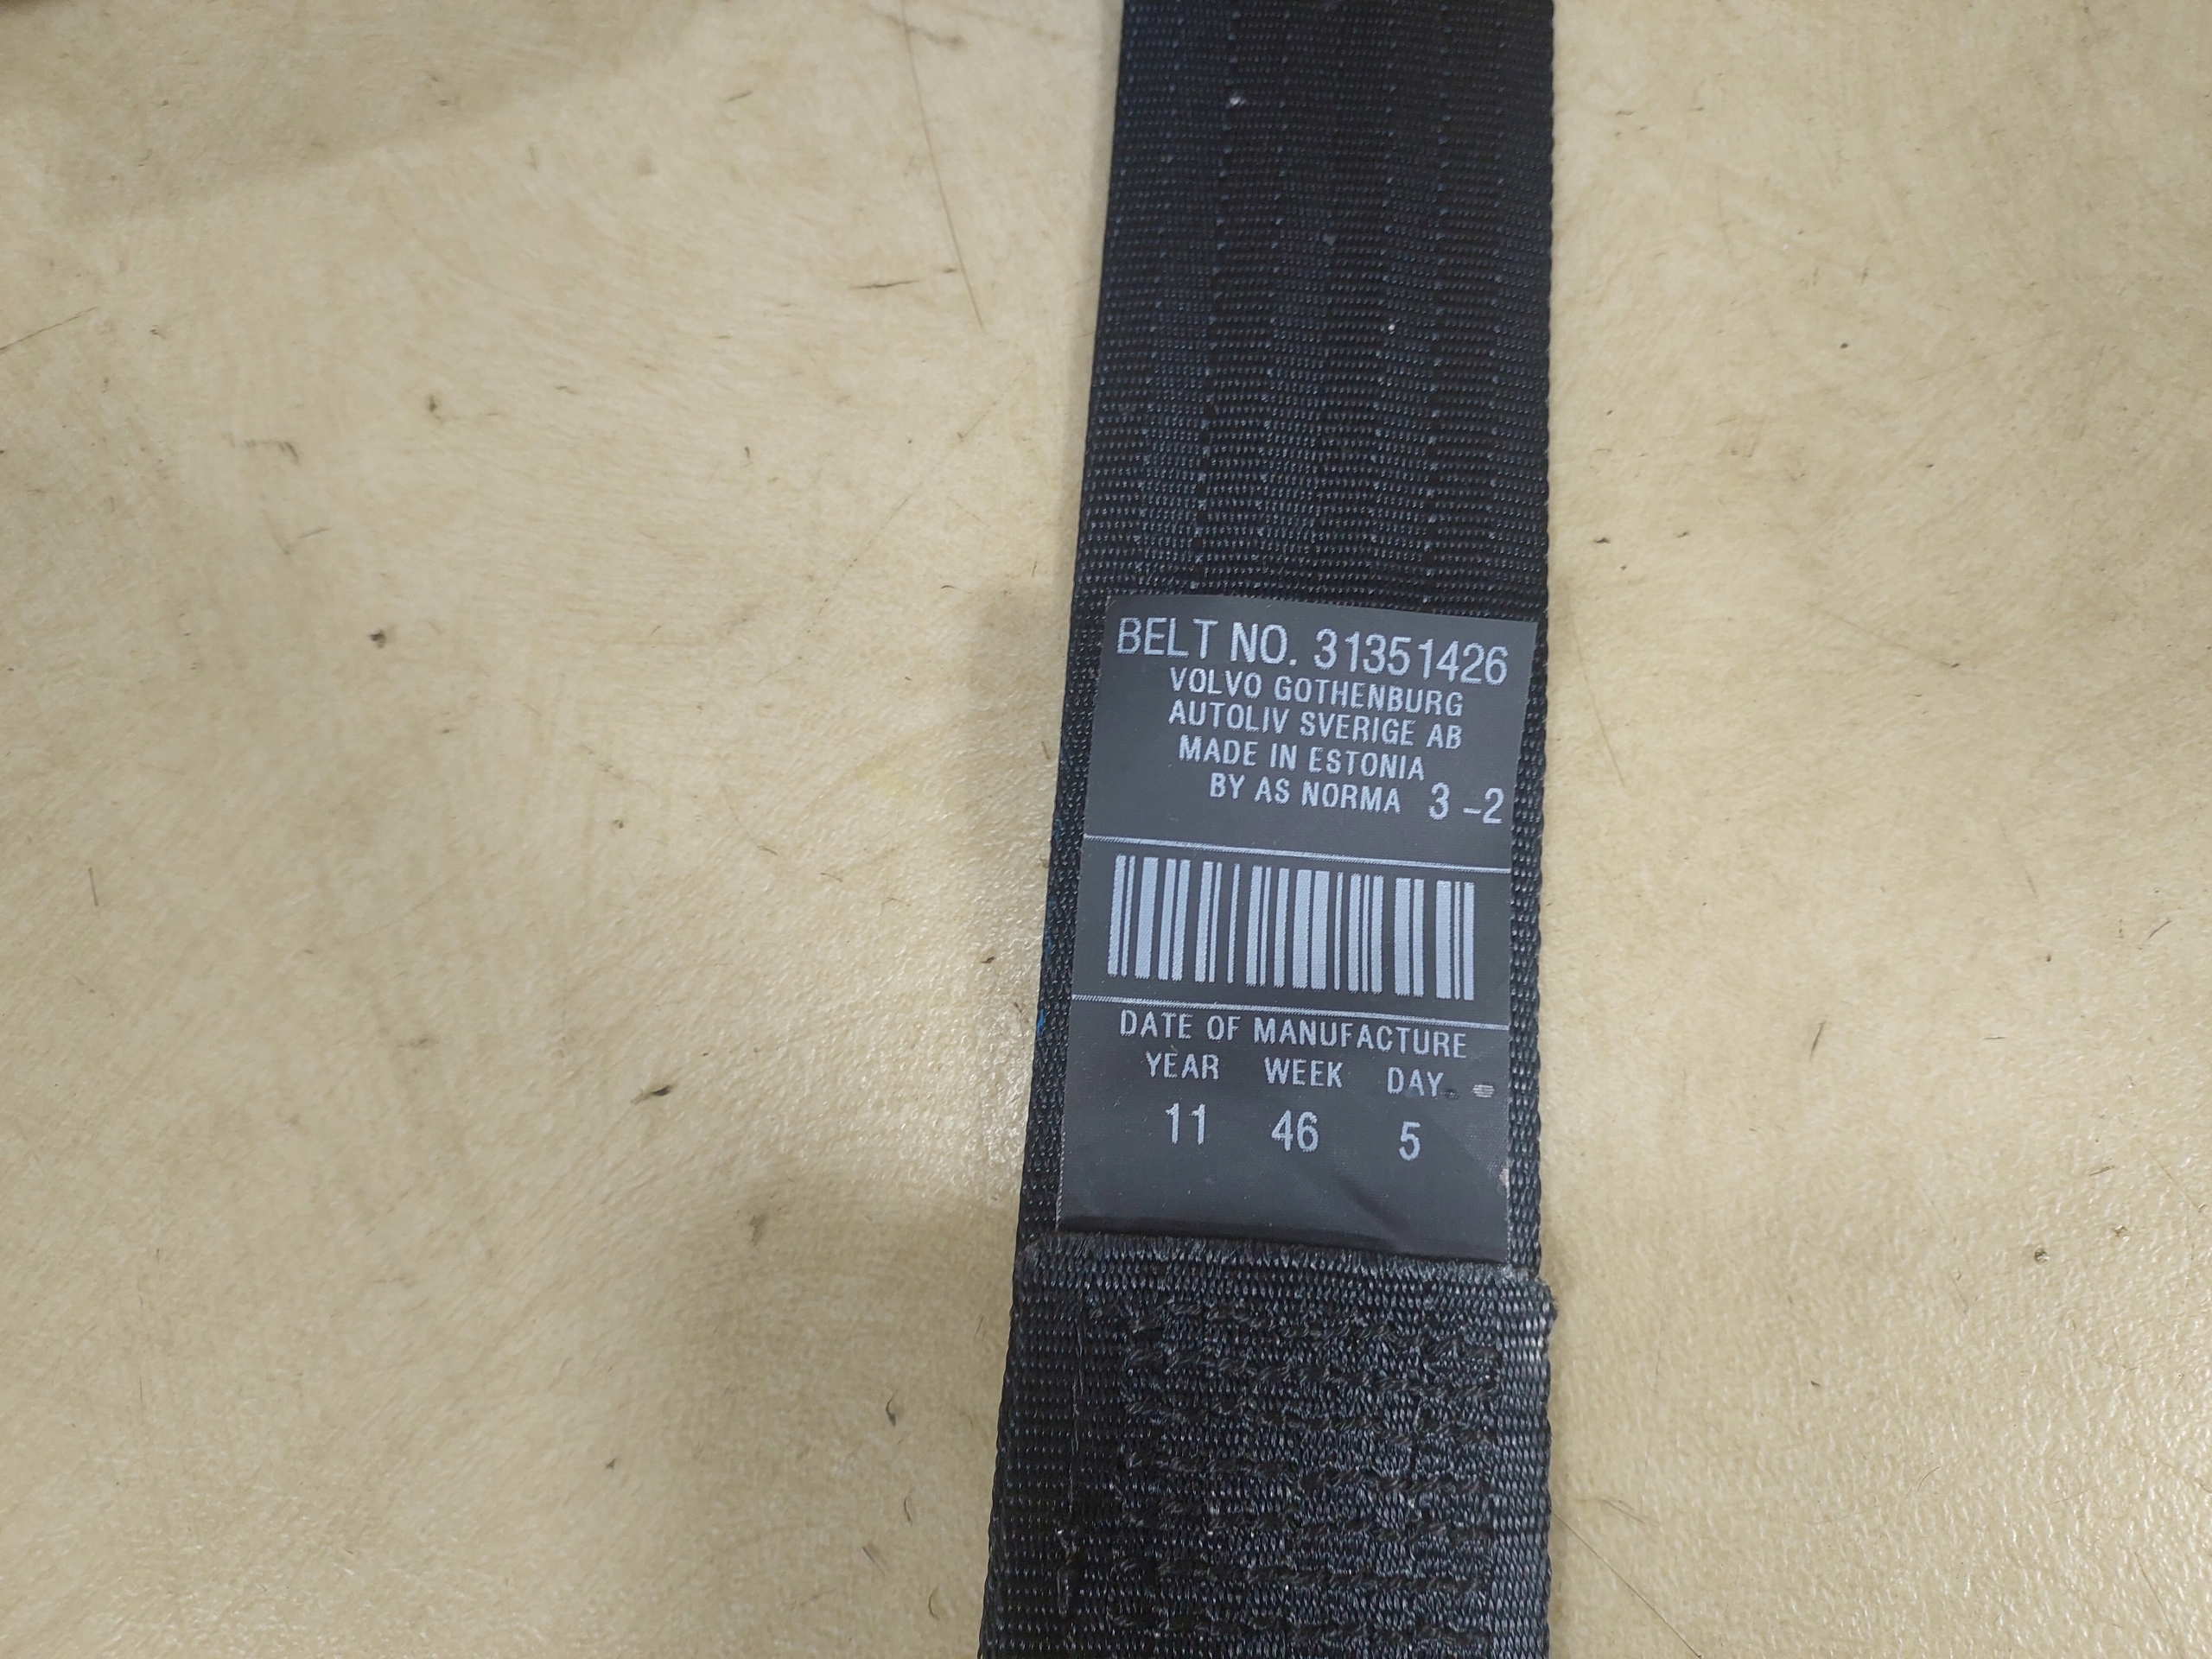 BELT NO. 31351426
VOLVO GOTHENBURG
AUTOLIV SVERIGE AB
MADE IN ESTONIA
BY AS NORMA 3 -2
DATE OF MANUFACTURE
YEAR WEEK DAY
11 46 5